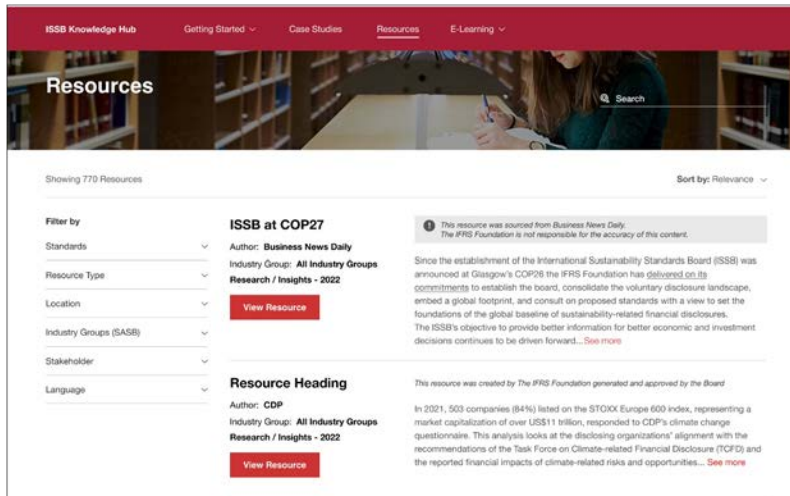 ISSB Knowledge Hub
Getting Started
Case Studies
Resources
E-Learning
Resources
Search
Showing 770 Resources
Sort by: Relevance
Filter by
Standards
Resource Type
Location
Industry Groups (SASB)
Stakeholder
Language
ISSB at COP27
Author: Business News Daily
Industry Group: All Industry Groups
Research / Insights - 2022
View Resource
This resource was sourced from Business News Daily.
The IFRS Foundation is not responsible for the accuracy of this content.
Since the establishment of the International Sustainability Standards Board (ISSB) was
announced at Glasgow's COP26 the IFRS Foundation has delivered on its
commitments to establish the board, consolidate the voluntary disclosure landscape,
embed a global footprint, and consult on proposed standards with a view to set the
foundations of the global baseline of sustainability-related financial disclosures.
The ISSB's objective to provide better information for better economic and investment
decisions continues to be driven forward... See more
Resource Heading
Author: CDP
Industry Group: All Industry Groups
Research / Insights - 2022
View Resource
This resource was created by The IFRS Foundation generated and approved by the Board
In 2021, 503 companies (84%) listed on the STOXX Europe 600 index, representing a
market capitalization of over US$11 trillion, responded to CDP's climate change
questionnaire. This analysis looks at the disclosing organizations' alignment with the
recommendations of the Task Force on Climate-related Financial Disclosure (TCFD) and
the reported financial impacts of climate-related risks and opportunities... See more